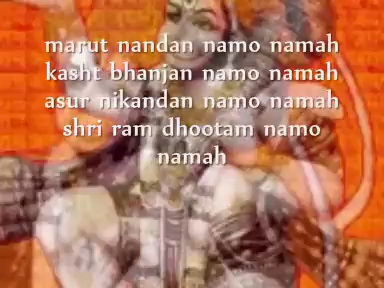 marut nandan namo namah
kasht bhanjan namo namah
asur nikandan namo namah
shri ram dhootam namo
namah